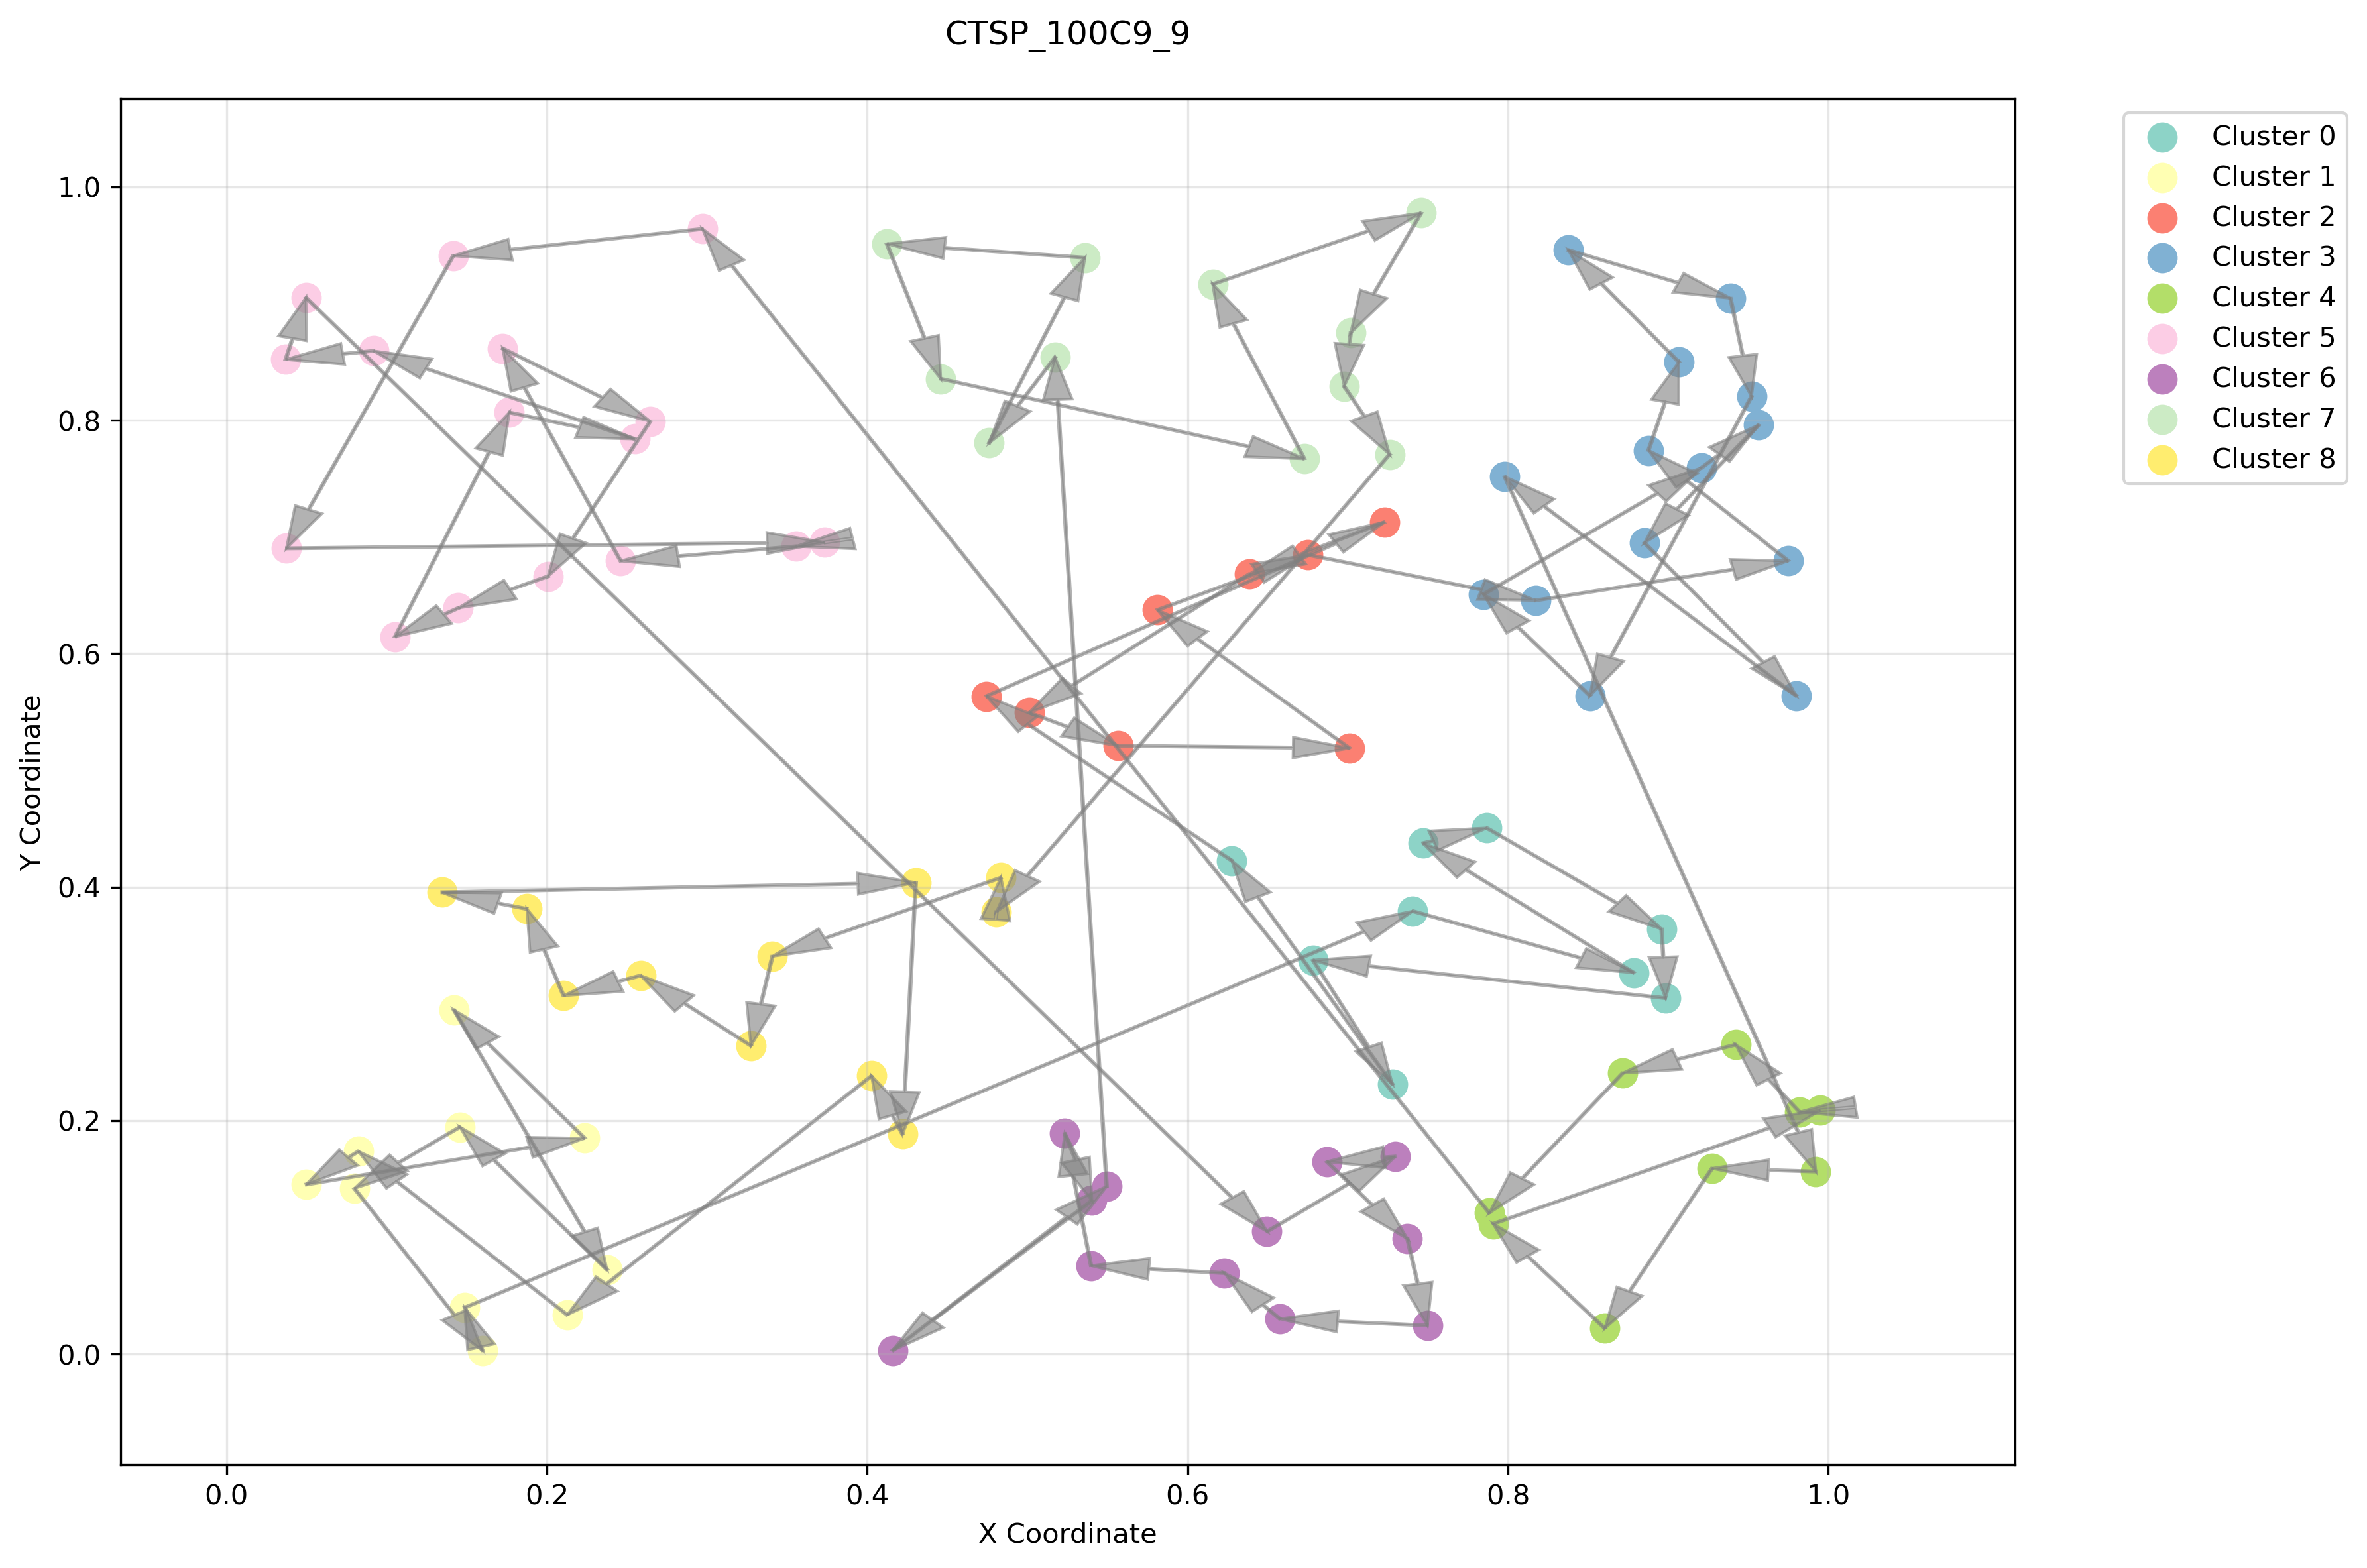 CTSP_100C9_9
Cluster 0
Cluster 1
Cluster 2
Cluster 3
Cluster 4
Cluster 5
Cluster 6
Cluster 7
Cluster 8
Y Coordinate
1.0
0.8
0.6
0.4
0.2
0.0
0.0 0.2 0.4 0.6 0.8 1.0
X Coordinate